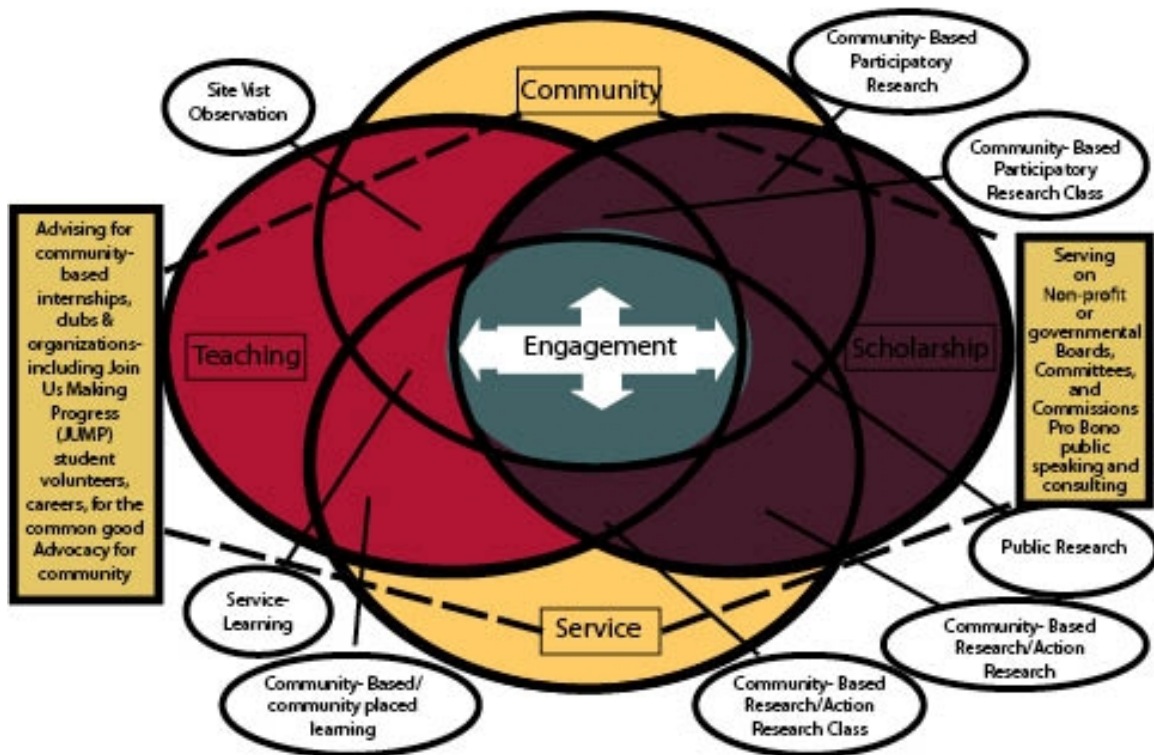 Community- Based
Participatory
Research
Site Vist
Observation
Community
Community- Based
Participatory
Research Class
Advising for
community-
based
internships,
clubs &
organizations-
including Join
Us Making
Progress
(JUMP)
student
volunteers,
careers, for the
common good
Advocacy for
community
Teaching
Engagement
Scholarship
Serving
on
Non-profit
or
governmental
Boards,
Committees,
and
Commissions
Pro Bono
public
speaking and
consulting
Public Research
Service-
Learning
Service
Community- Based
Research/Action
Research
Community- Based/
community placed
learning
Community- Based
Research/Action
Research Class